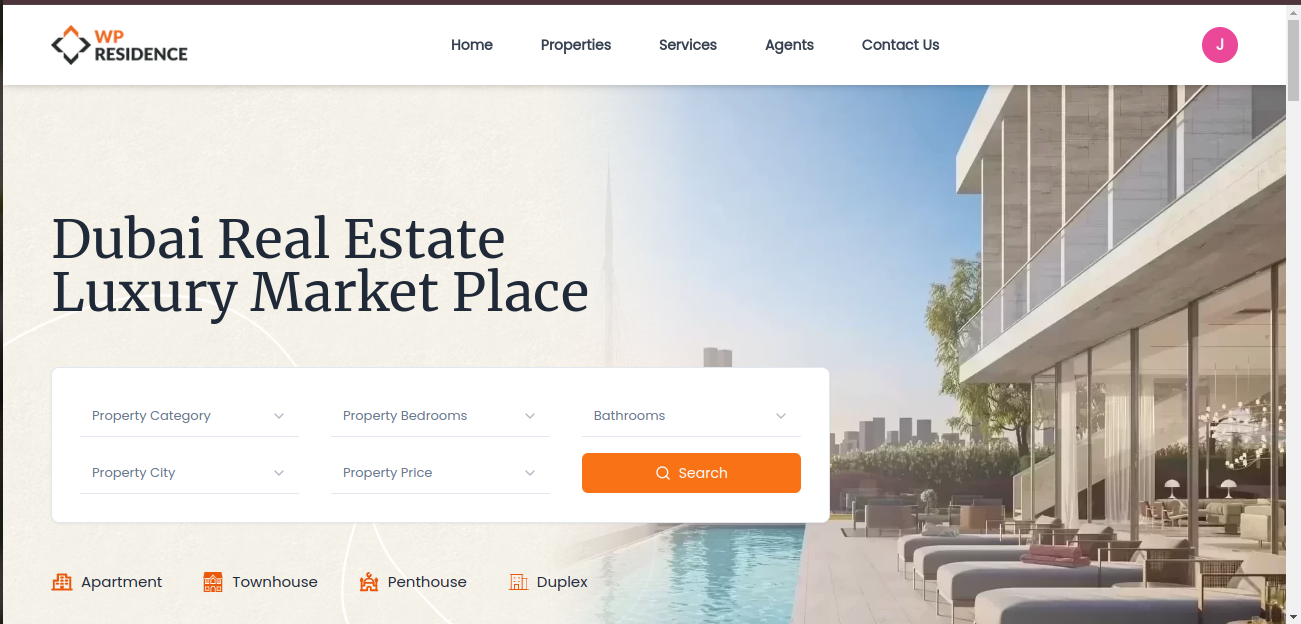 WP
RESIDENCE
Home
Properties
Services
Agents
Contact Us
J
Dubai Real Estate
Luxury Market Place
Property Category
Property Bedrooms
Bathrooms
Property City
Property Price
Search
Apartment
Townhouse
Penthouse
Duplex